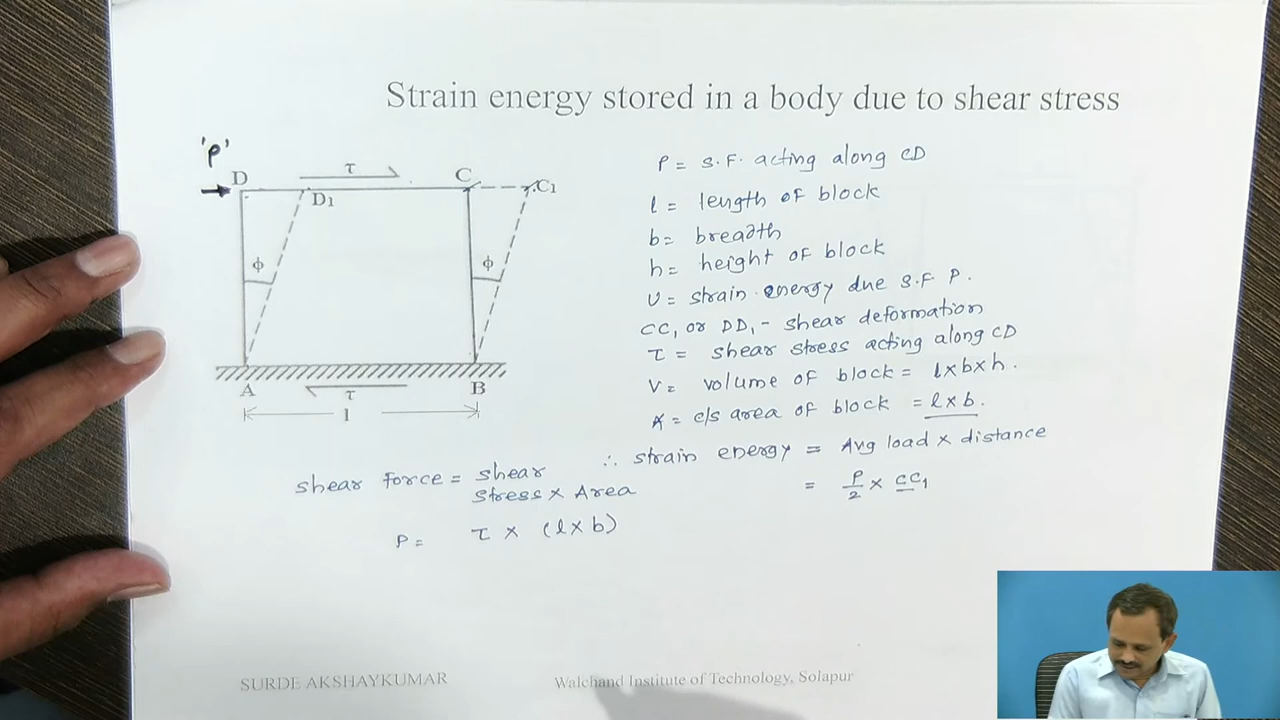 Strain energy stored in a body due to shear stress
'P'
D τ C C1
D1
φ φ
A τ B
l
P = S.F. acting along CD
l = length of block
b = breadth
h = height of block
U = strain energy due S.F P.
CC1 or DD1 - shear deformation
τ = shear stress acting along CD
V = volume of block = l×b×h.
A = c/s area of block = l×b.
∴ strain energy = Avg load × distance
= P/2 × CC1
shear force = shear
stress × Area
P = τ × (l×b)
SURDE AKSHAYKUMAR Walchand Institute of Technology, Solapur